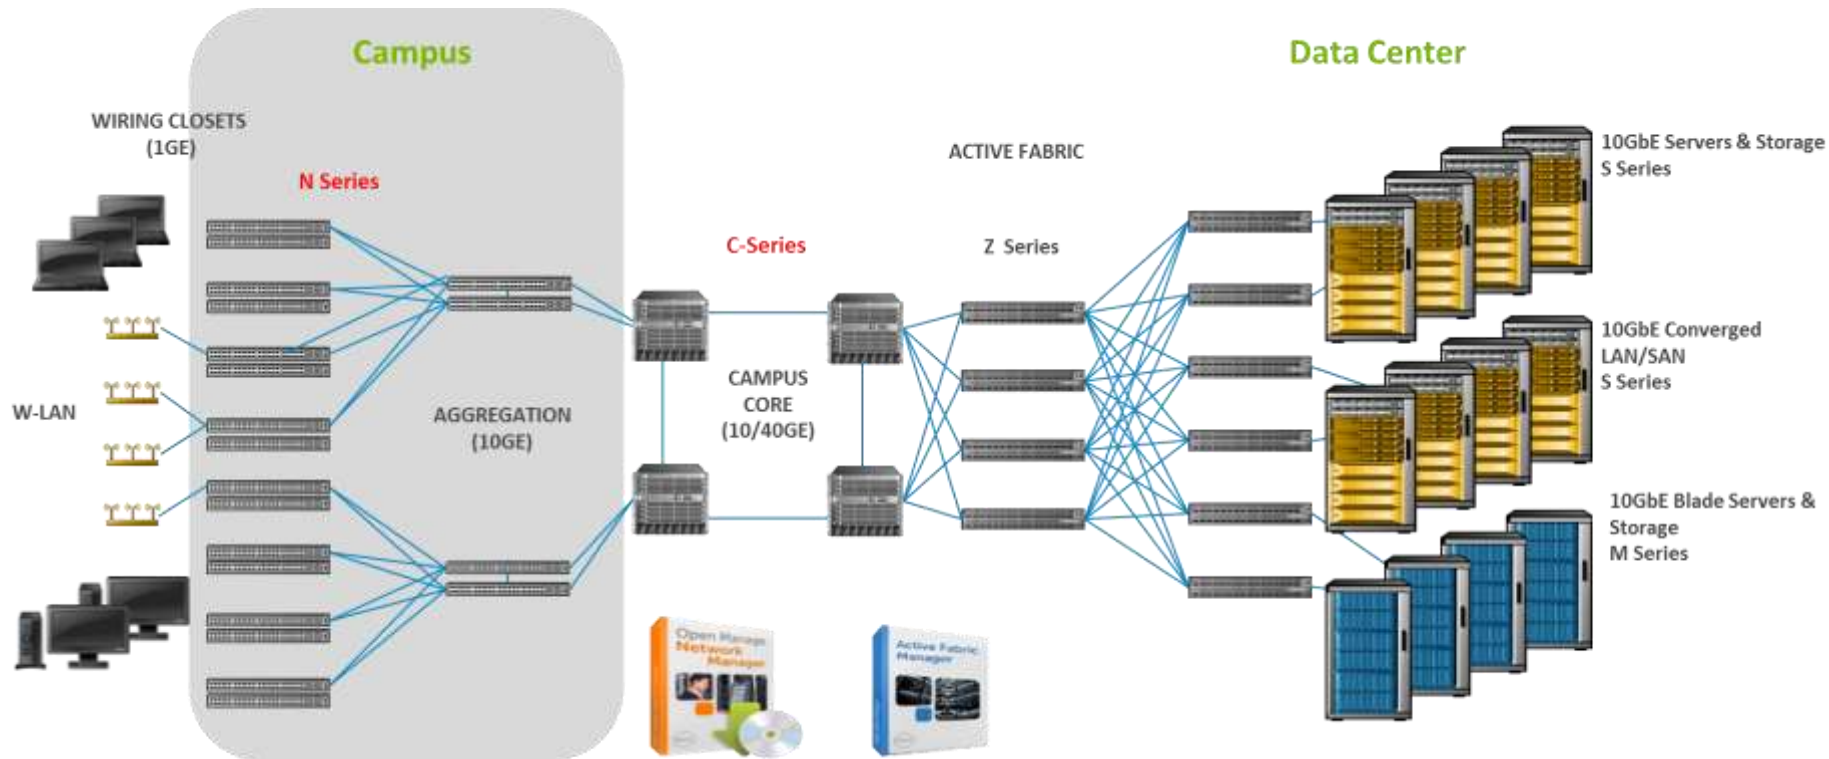 Campus
Data Center
WIRING CLOSETS
(1GE)
N Series
ACTIVE FABRIC
10GbE Servers & Storage
S Series
C-Series
Z Series
10GbE Converged
LAN/SAN
S Series
W-LAN
AGGREGATION
(10GE)
CAMPUS
CORE
(10/40GE)
10GbE Blade Servers &
Storage
M Series
Open Manage
Network
Manager
Active Fabric
Manager